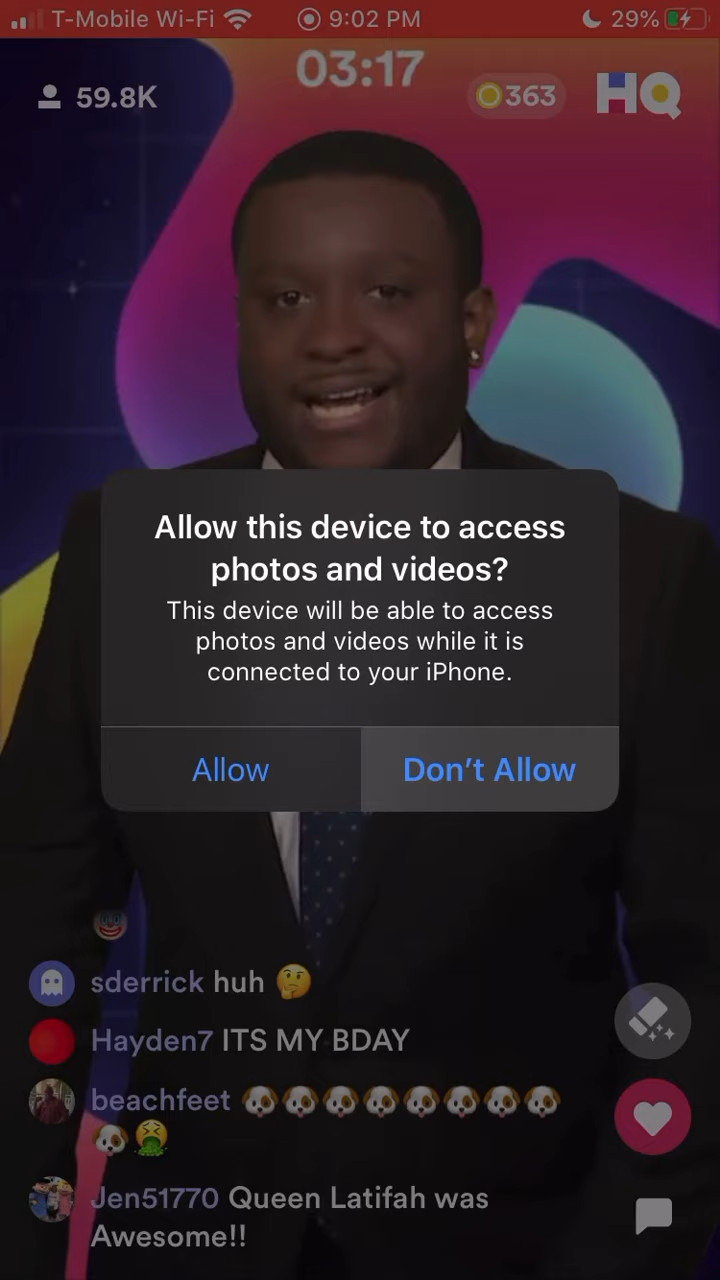 T-Mobile Wi-Fi 9:02 PM 29%
03:17
59.8K 363 HQ
Allow this device to access
photos and videos?
This device will be able to access
photos and videos while it is
connected to your iPhone.
Allow Don't Allow
🤡
sderrick huh 🤔
Hayden7 ITS MY BDAY
beachfeet 🐶🐶🐶🐶🐶🐶🐶🐶
🐶🤮
Jen51770 Queen Latifah was
Awesome!!